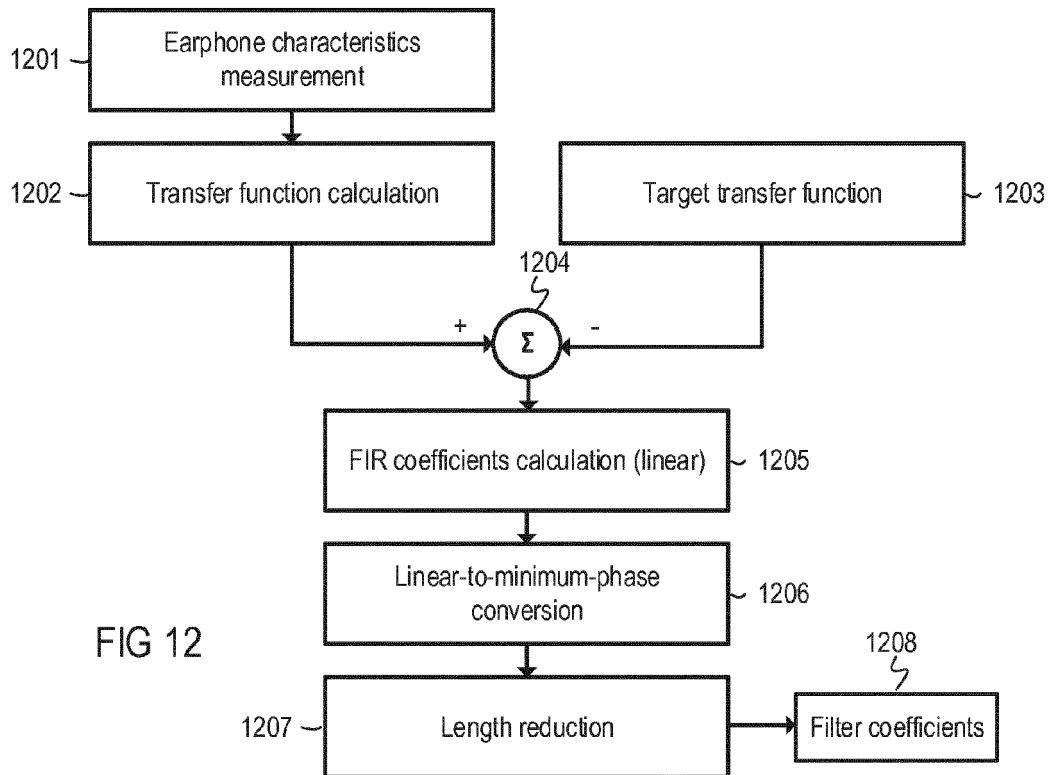 1201
Earphone characteristics
measurement
1202
Transfer function calculation
Target transfer function
1203
1204
+
-
Σ
FIR coefficients calculation (linear)
1205
Linear-to-minimum-phase
conversion
1206
FIG 12
1207
Length reduction
1208
Filter coefficients